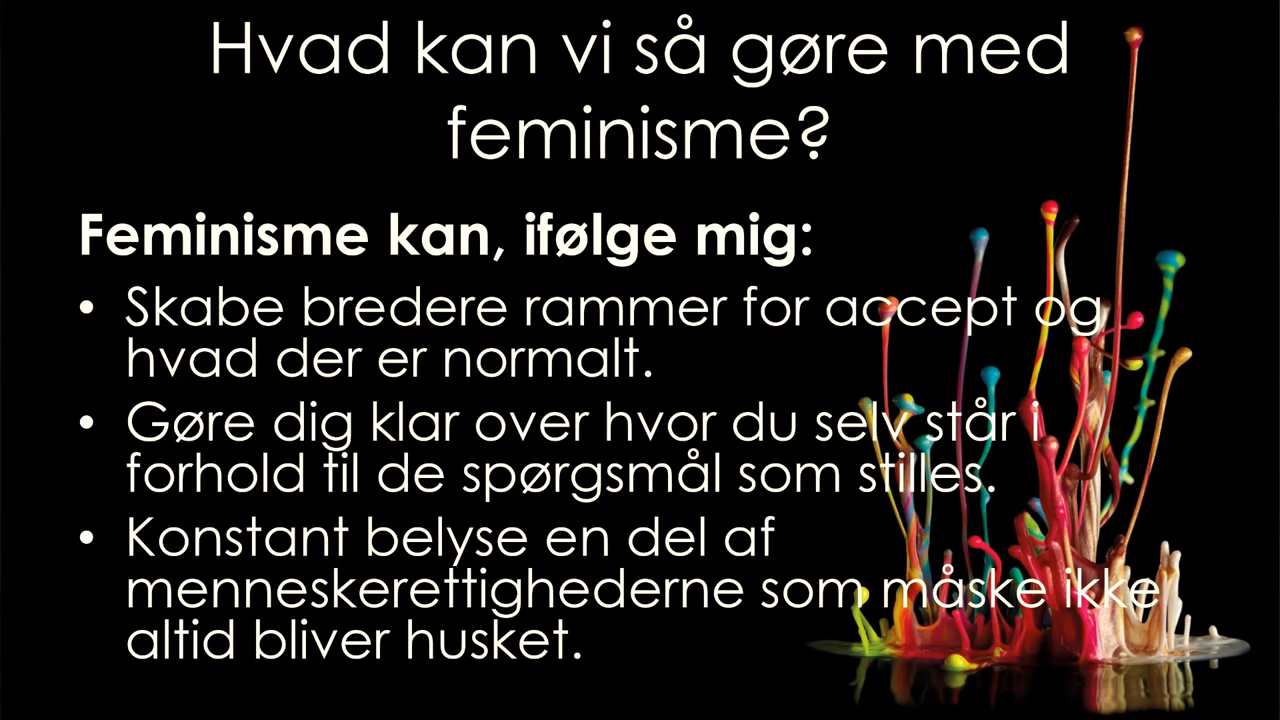 Hvad kan vi så gøre med
feminisme?
Feminisme kan, ifølge mig:
• Skabe bredere rammer for accept og
hvad der er normalt.
• Gøre dig klar over hvor du selv står i
forhold til de spørgsmål som stilles.
• Konstant belyse en del af
menneskerettighederne som måske ikke
altid bliver husket.